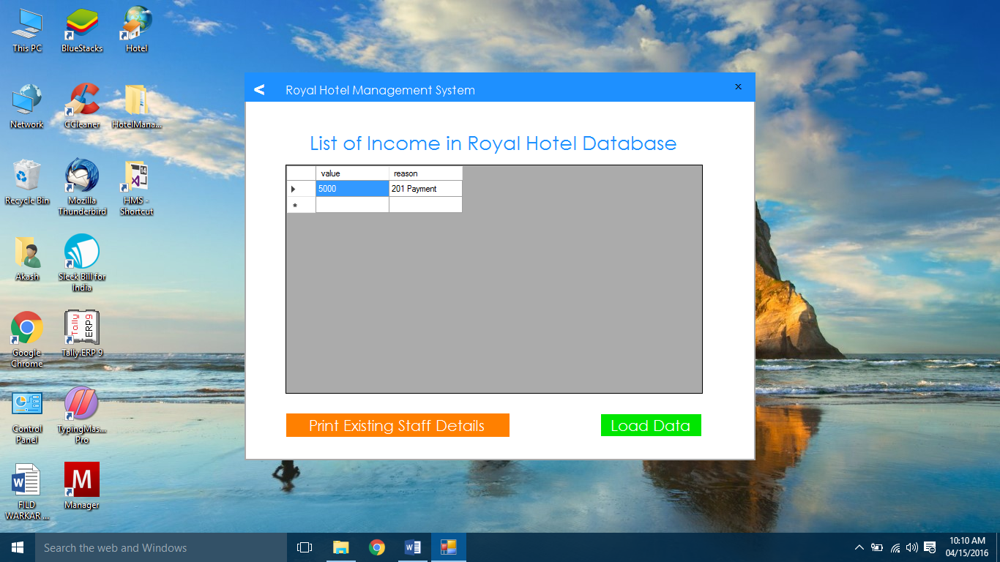 This PC
BlueStacks
Hotel
Network
CCleaner
HotelMana...
Recycle Bin
Mozilla
Thunderbird
HMS -
Shortcut
Akash
Sleek Bill for
India
Google
Chrome
Tally
ERP9
Tally.ERP 9
Control
Panel
TypingMas...
Pro
FILD
WARKAR ...
M
Manager
<
Royal Hotel Management System
×
List of Income in Royal Hotel Database
value reason
5000 201 Payment
*
Print Existing Staff Details
Load Data
Search the web and Windows
10:10 AM
04/15/2016